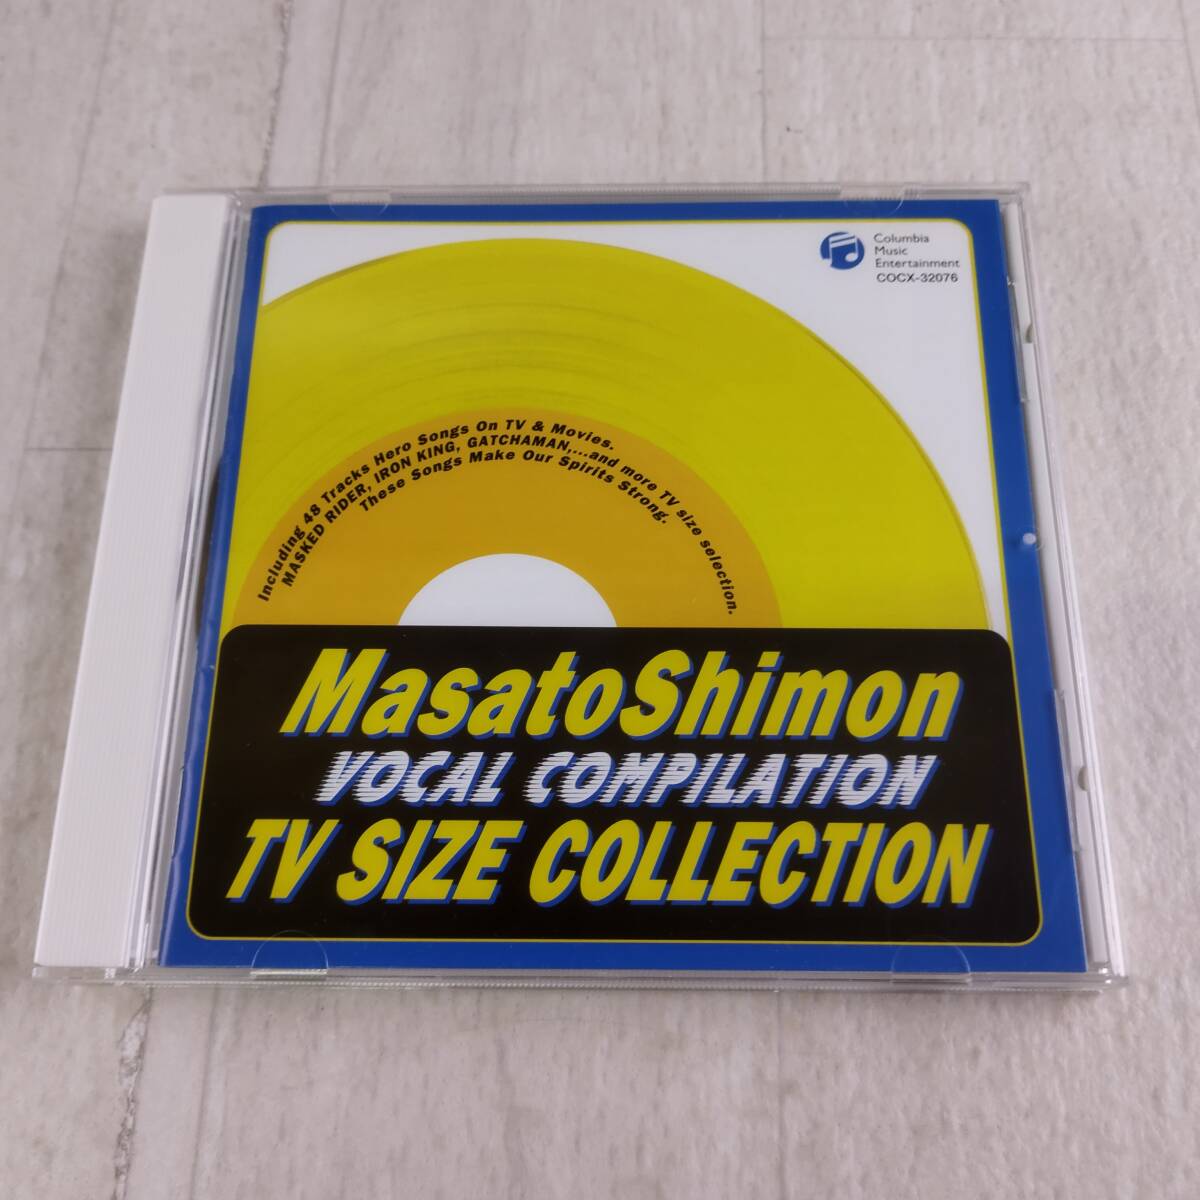 Columbia
Music
Entertainment
COCX-32076
Including 48 Tracks Hero Songs On TV & Movies.
MASKED RIDER, IRON KING, GATCHAMAN,...and more TV size selection.
These Songs Make Our Spirits Strong.
MasatoShimon
VOCAL COMPILATION
TV SIZE COLLECTION